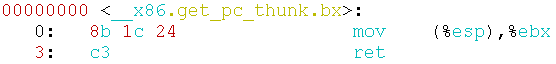 00000000 <__x86.get_pc_thunk.bx>:
0: 8b 1c 24 mov (%esp),%ebx
3: c3 ret